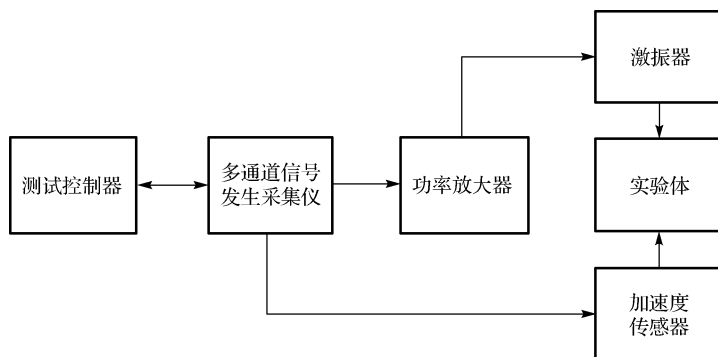 激振器
测试控制器
多通道信号
发生采集仪
功率放大器
实验体
加速度
传感器